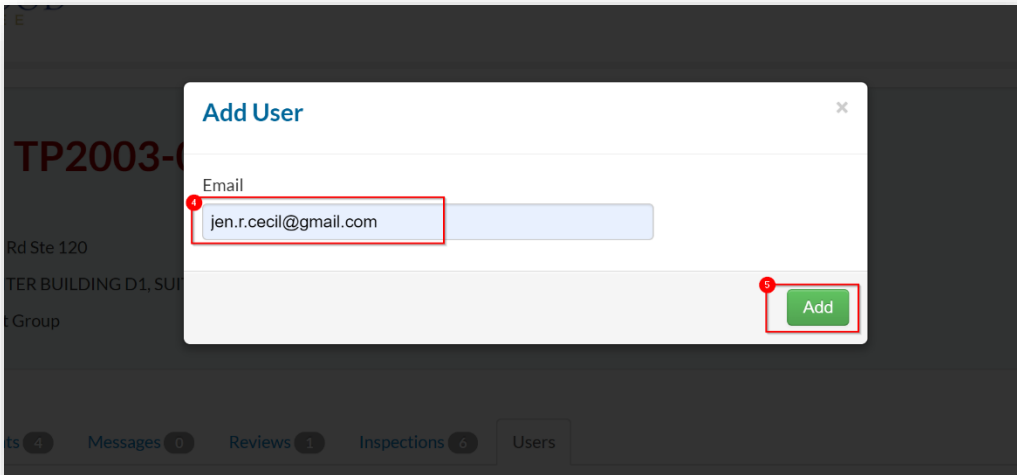 E
Add User
×
TP2003-
Email
4
jen.r.cecil@gmail.com
Rd Ste 120
TER BUILDING D1, SUI
5
Add
t Group
ts 4 Messages 0 Reviews 1 Inspections 6 Users